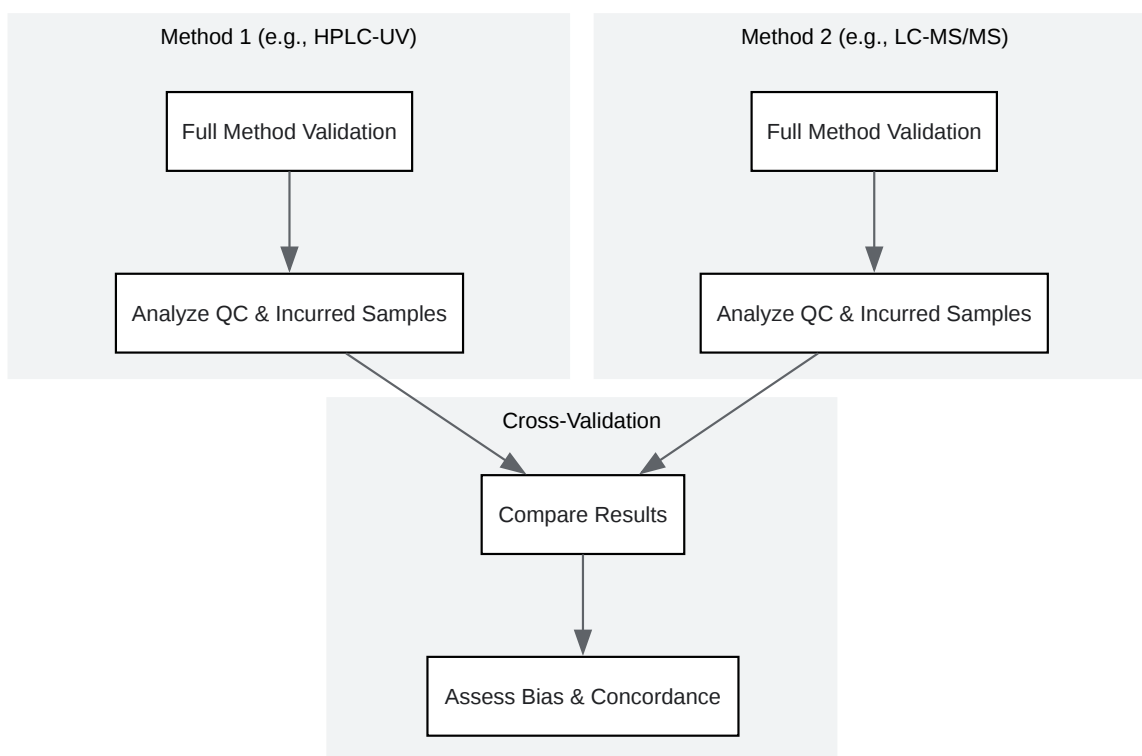 Method 1 (e.g., HPLC-UV)
Method 2 (e.g., LC-MS/MS)
Full Method Validation
Full Method Validation
Analyze QC & Incurred Samples
Analyze QC & Incurred Samples
Cross-Validation
Compare Results
Assess Bias & Concordance